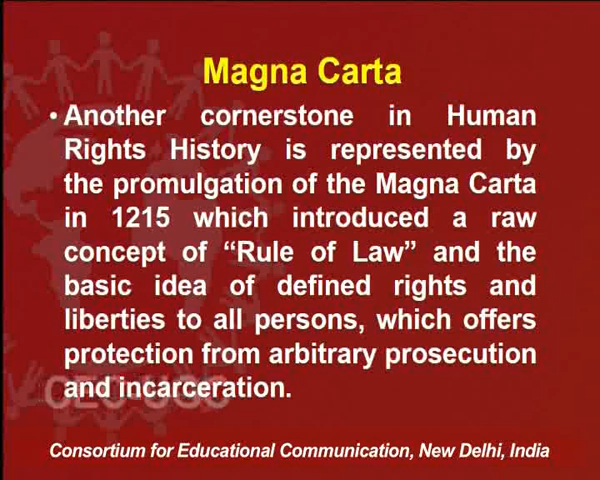 Magna Carta
• Another cornerstone in Human
Rights History is represented by
the promulgation of the Magna Carta
in 1215 which introduced a raw
concept of “Rule of Law” and the
basic idea of defined rights and
liberties to all persons, which offers
protection from arbitrary prosecution
and incarceration.
CEC-UGC
Consortium for Educational Communication, New Delhi, India